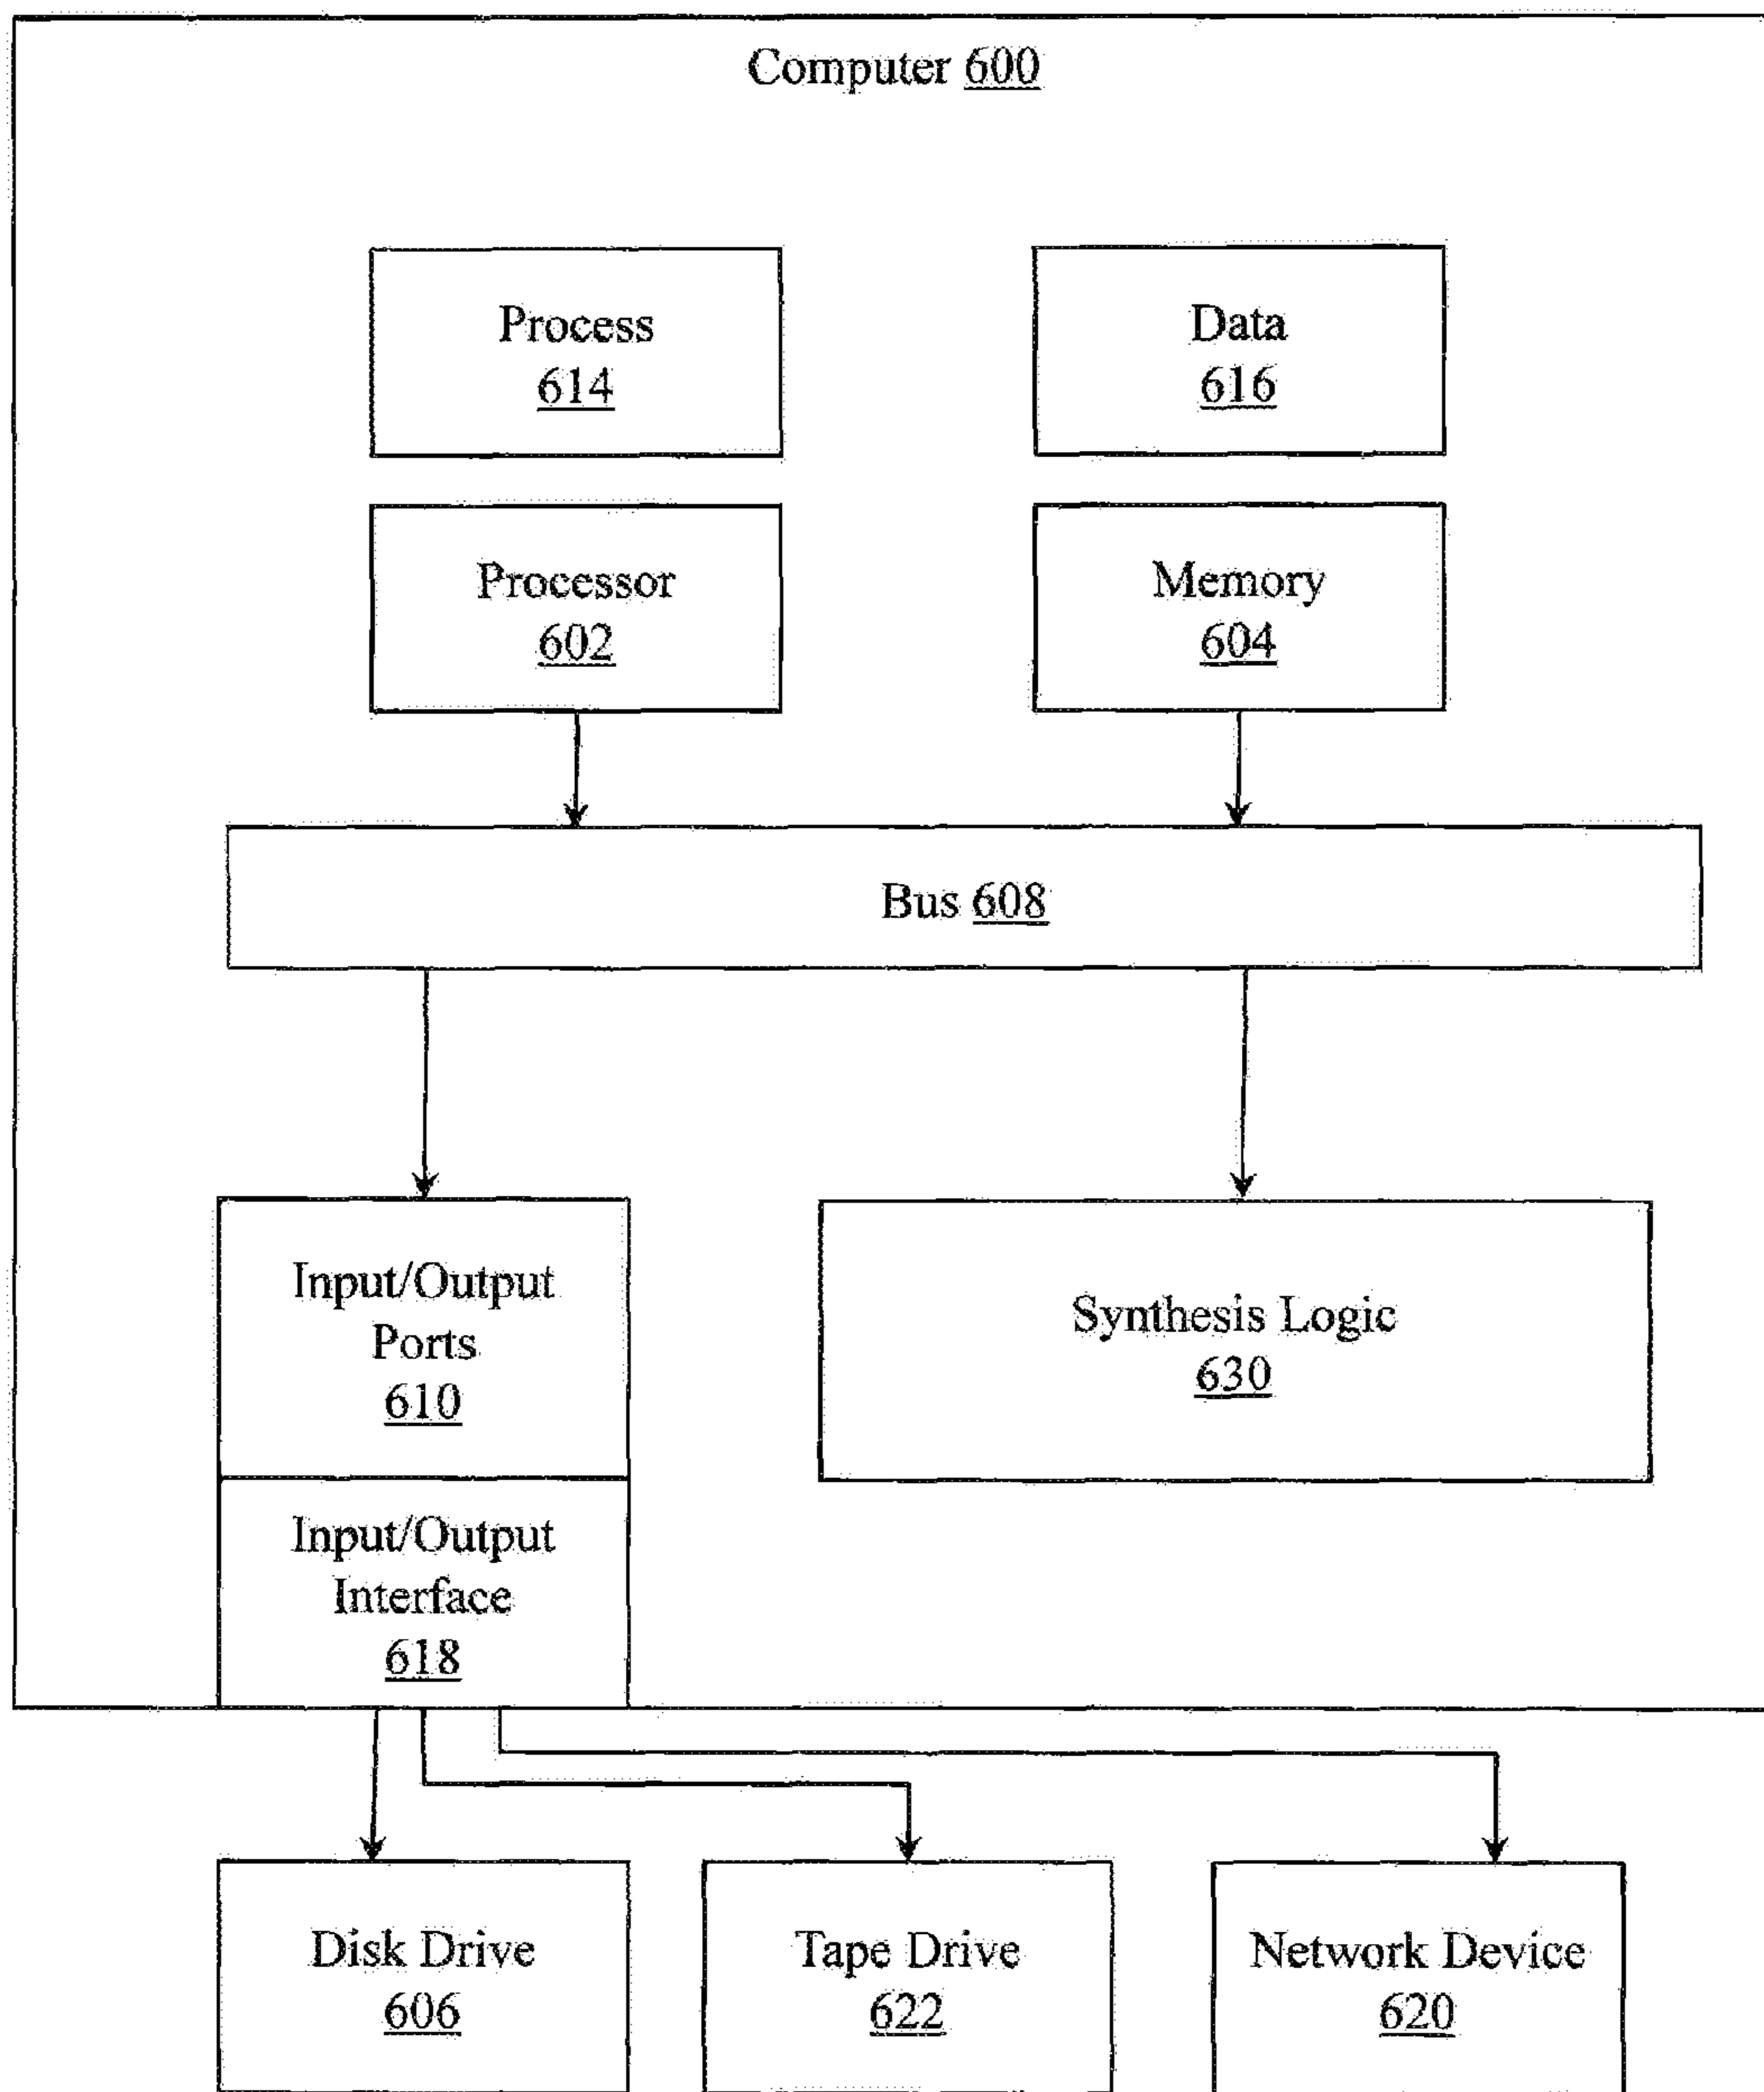 Computer 600
Process
614
Data
616
Processor
602
Memory
604
Bus 608
Input/Output
Ports
610
Synthesis Logic
630
Input/Output
Interface
618
Disk Drive
606
Tape Drive
622
Network Device
620